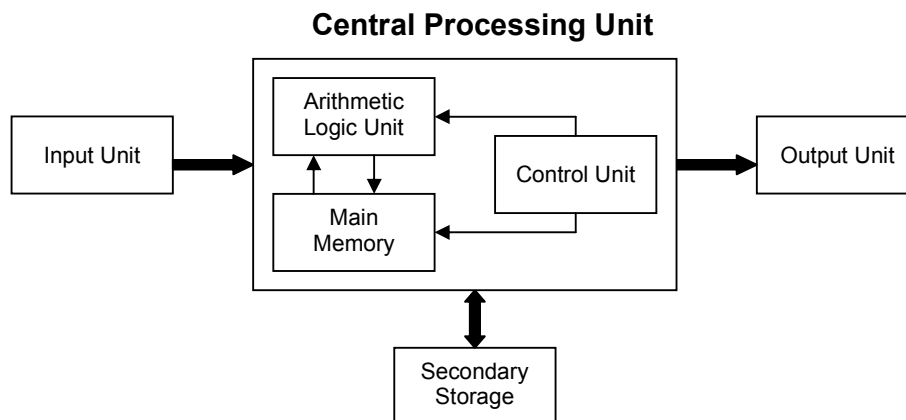 Central Processing Unit
Arithmetic
Logic Unit
Input Unit
Control Unit
Output Unit
Main
Memory
Secondary
Storage